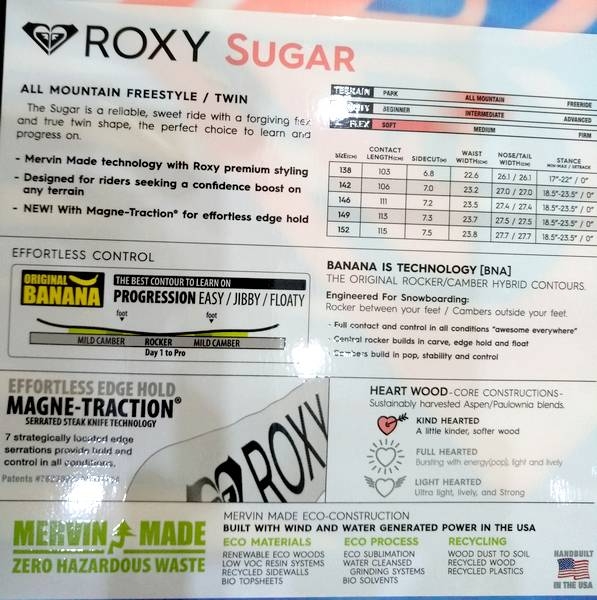 ROXY SUGAR
ALL MOUNTAIN FREESTYLE / TWIN
The Sugar is a reliable, sweet ride with a forgiving flex
and true twin shape, the perfect choice to learn and
progress on.
- Mervin Made technology with Roxy premium styling
- Designed for riders seeking a confidence boost on
any terrain
- NEW! With Magne-Traction® for effortless edge hold
TERRAIN PARK ALL MOUNTAIN FREERIDE
BEGINNER INTERMEDIATE ADVANCED
FLEX SOFT MEDIUM FIRM
SIZE(CM) CONTACT LENGTH(CM) SIDECUT(M) WAIST WIDTH(CM) NOSE/TAIL WIDTH(CM) STANCE MIN-MAX / SETBACK
138 103 6.8 22.6 26.1 / 26.1 17"-22" / 0"
142 106 7.0 23.2 27.0 / 27.0 18.5"-23.5" / 0"
146 111 7.2 23.5 27.4 / 27.4 18.5"-23.5" / 0"
149 113 7.3 23.7 27.5 / 27.5 18.5"-23.5" / 0"
152 115 7.5 23.8 27.7 / 27.7 18.5"-23.5" / 0"
EFFORTLESS CONTROL
ORIGINAL BANANA
THE BEST CONTOUR TO LEARN ON
PROGRESSION EASY / JIBBY / FLOATY
foot foot
MILD CAMBER ROCKER MILD CAMBER
Day 1 to Pro
BANANA IS TECHNOLOGY [BNA]
THE ORIGINAL ROCKER/CAMBER HYBRID CONTOURS.
Engineered For Snowboarding:
Rocker between your feet / Cambers outside your feet.
- Full contact and control in all conditions "awesome everywhere"
- Central rocker builds in carve, edge hold and float
- Cambers build in pop, stability and control
EFFORTLESS EDGE HOLD
MAGNE-TRACTION®
SERRATED STEAK KNIFE TECHNOLOGY
7 strategically located edge
serrations provide hold and
control in all conditions.
Patents
ROXY
HEART WOOD -CORE CONSTRUCTIONS-
Sustainably harvested Aspen/Paulownia blends.
KIND HEARTED
A little kinder, softer wood
FULL HEARTED
Bursting with energy(pop), light and lively
LIGHT HEARTED
Ultra light, lively, and Strong
MERVIN MADE
ZERO HAZARDOUS WASTE
MERVIN MADE ECO-CONSTRUCTION
BUILT WITH WIND AND WATER GENERATED POWER IN THE USA
ECO MATERIALS
RENEWABLE ECO WOODS
LOW VOC RESIN SYSTEMS
RECYCLED SIDEWALLS
BIO TOPSHEETS
ECO PROCESS
ECO SUBLIMATION
WATER CLEANSED
GRINDING SYSTEMS
BIO SOLVENTS
RECYCLING
WOOD DUST TO SOIL
RECYCLED WOOD
RECYCLED PLASTICS
HANDBUILT
IN THE USA